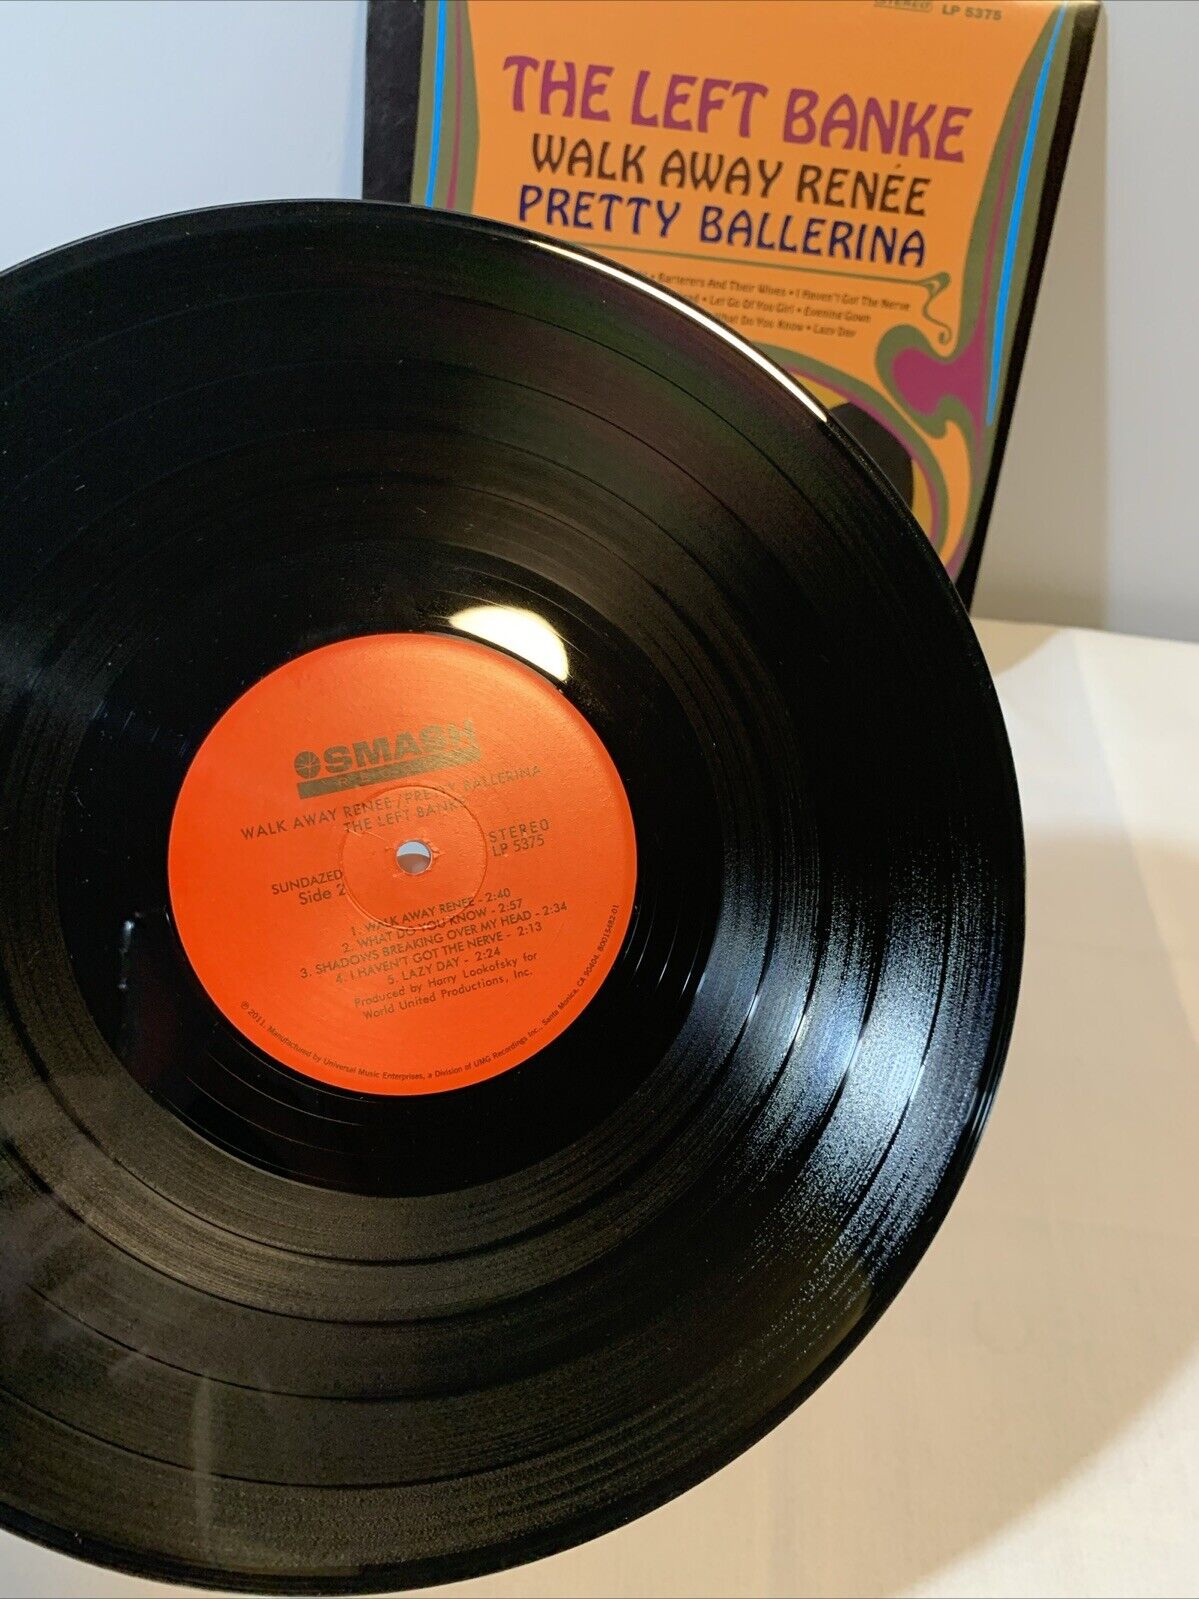 STEREO LP 5375
THE LEFT BANKE
WALK AWAY RENÉE
PRETTY BALLERINA
• Barterers And Their Wives • I Haven't Got The Nerve
• Let Go Of You Girl • Evening Gown
What Do You Know • Lazy Day
SMASH
RECORDS
WALK AWAY RENEE/PRETTY BALLERINA
THE LEFT BANKE
STEREO
LP 5375
SUNDAZED
Side 2
1. WALK AWAY RENEE - 2:40
2. WHAT DO YOU KNOW - 2:57
3. SHADOWS BREAKING OVER MY HEAD - 2:34
4. I HAVEN'T GOT THE NERVE - 2:13
5. LAZY DAY - 2:24
Produced by Harry Lookofsky for
World United Productions, Inc.
℗ 2011. Manufactured by Universal Music Enterprises, a Division of UMG Recordings Inc., Santa Monica, CA 90404. B0015482-01